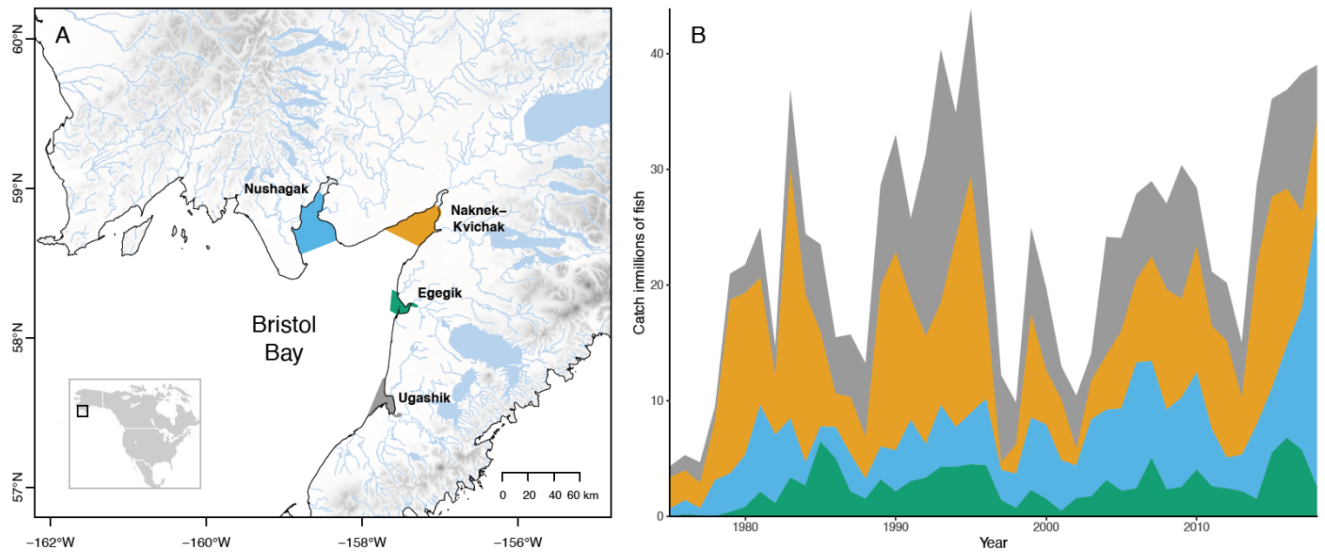 A
60°N
59°N
58°N
57°N
Nushagak
Naknek–
Kvichak
Egegik
Bristol
Bay
Ugashik
0 20 40 60 km
−162°W
−160°W
−158°W
−156°W
B
Catch inmillions of fish
40
30
20
10
0
1980
1990
2000
2010
Year